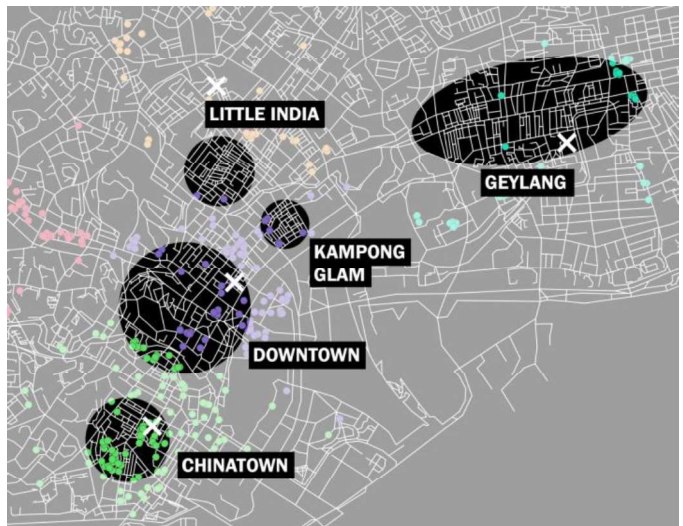 LITTLE INDIA
GEYLANG
KAMPONG
GLAM
DOWNTOWN
CHINATOWN